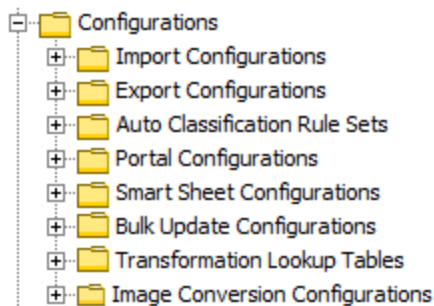 Configurations
Import Configurations
Export Configurations
Auto Classification Rule Sets
Portal Configurations
Smart Sheet Configurations
Bulk Update Configurations
Transformation Lookup Tables
Image Conversion Configurations